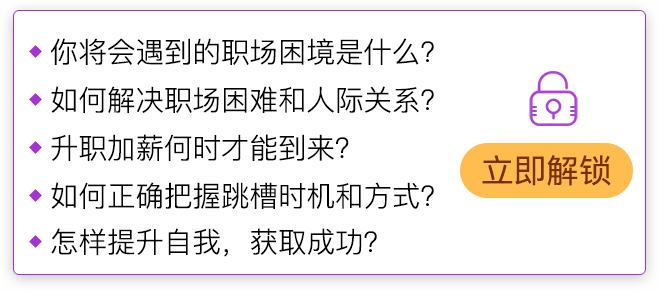 你将会遇到的职场困境是什么？
如何解决职场困难和人际关系？
升职加薪何时才能到来？
如何正确把握跳槽时机和方式？
怎样提升自我，获取成功？
立即解锁